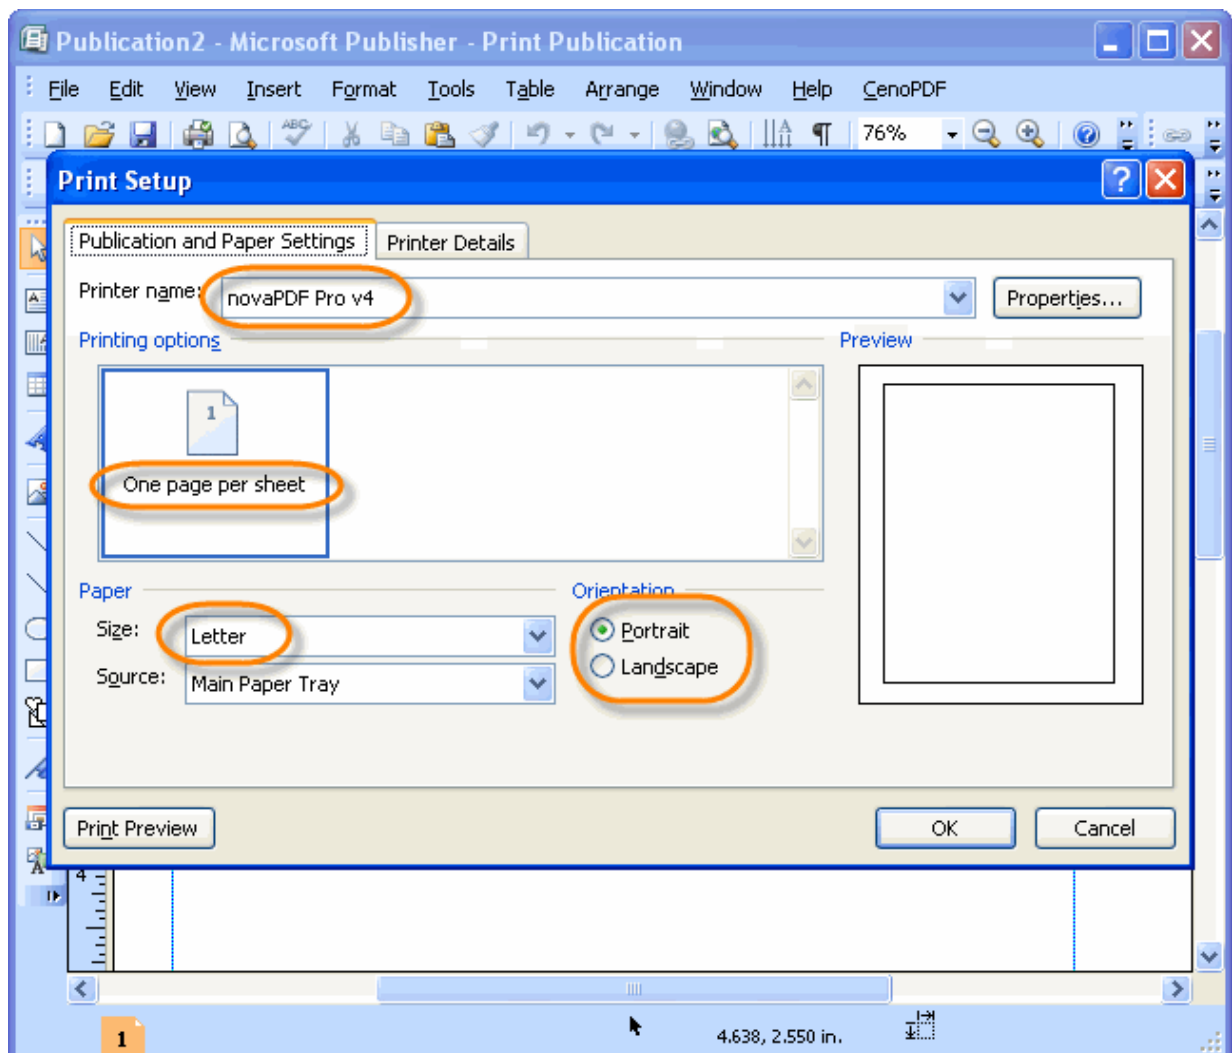 Publication2 - Microsoft Publisher - Print Publication
File Edit View Insert Format Tools Table Arrange Window Help CenoPDF
ABC 76%
Print Setup
Publication and Paper Settings Printer Details
Printer name: novaPDF Pro v4 Properties...
Printing options Preview
1
One page per sheet
Paper Orientation
Size: Letter Portrait
Landscape
Source: Main Paper Tray
Print Preview OK Cancel
4
1 4.638, 2.550 in.